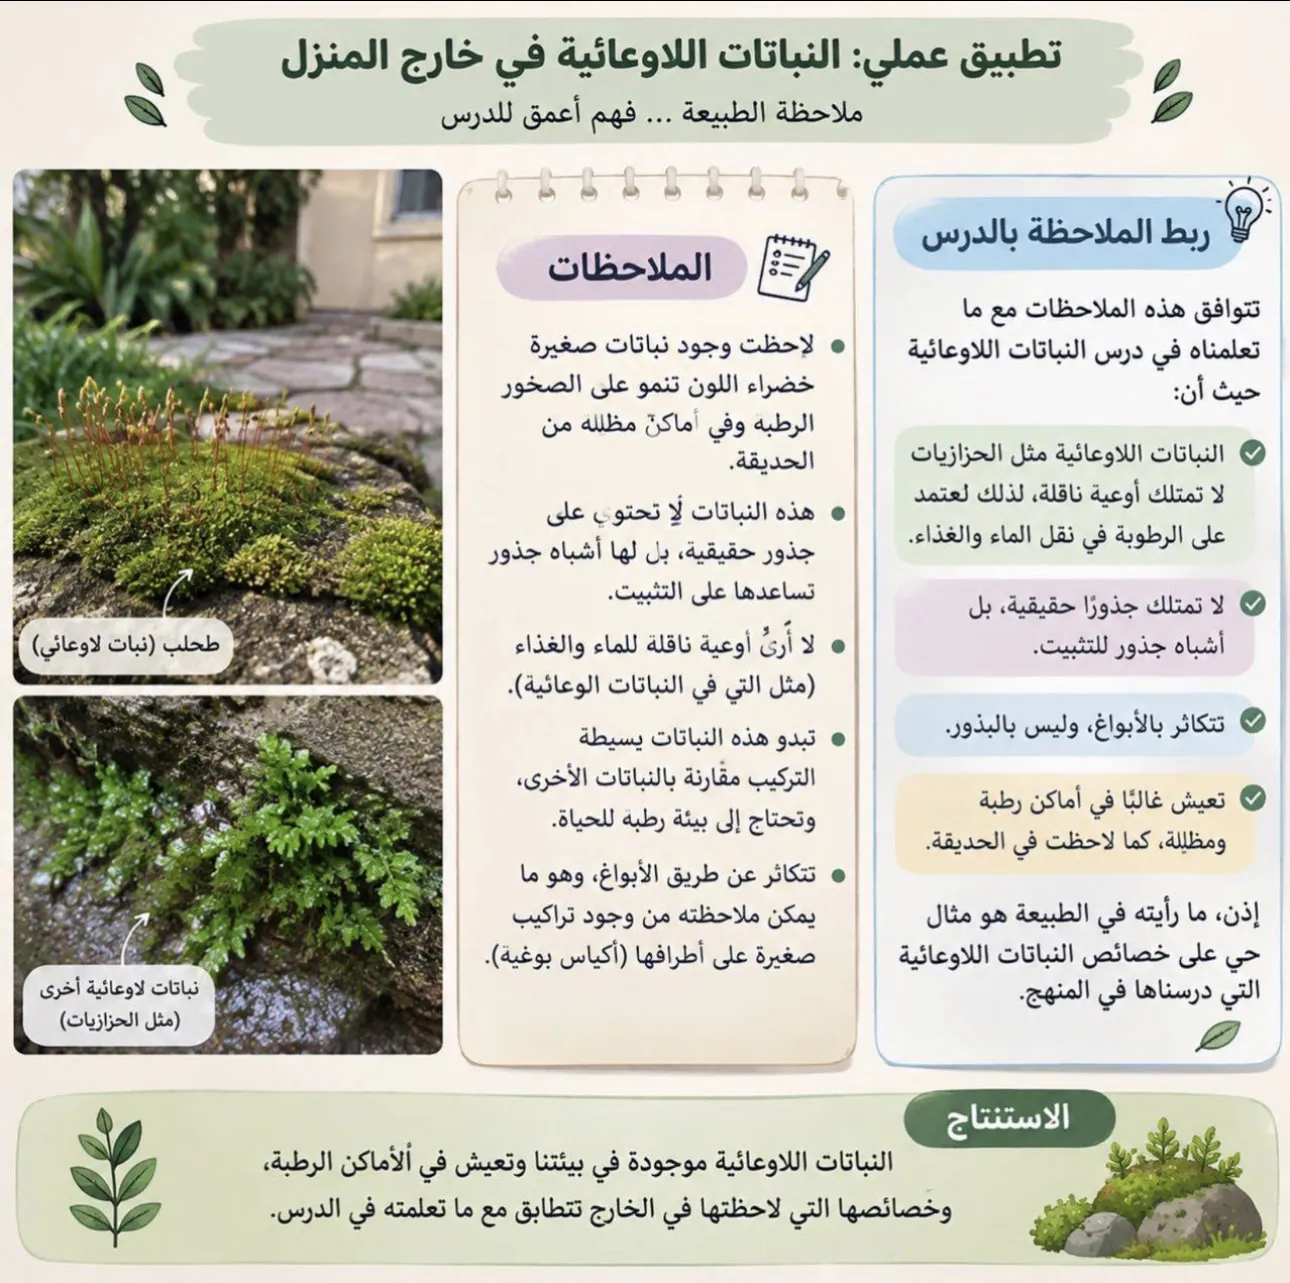 تطبيق عملي: النباتات اللاوعائية في خارج المنزل
ملاحظة الطبيعة ... فهم أعمق للدرس
ربط الملاحظة بالدرس
تتوافق هذه الملاحظات مع ما
تعلمناه في درس النباتات اللاوعائية
حيث أن:
النباتات اللاوعائية مثل الحزازيات
لا تمتلك أوعية ناقلة، لذلك لعتمد
على الرطوبة في نقل الماء والغذاء.
لا تمتلك جذورًا حقيقية، بل
أشباه جذور للتثبيت.
تتكاثر بالأبواغ، وليس بالبذور.
تعيش غالبًا في أماكن رطبة
ومظللة، كما لاحظت في الحديقة.
إذن، ما رأيته في الطبيعة هو مثال
حي على خصائص النباتات اللاوعائية
التي درسناها في المنهج.
الملاحظات
لاحظت وجود نباتات صغيرة
خضراء اللون تنمو على الصخور
الرطبة وفي أماكن مظللة من
الحديقة.
هذه النباتات لا تحتوي على
جذور حقيقية، بل لها أشباه جذور
تساعدها على التثبيت.
لا أرى أوعية ناقلة للماء والغذاء
(مثل التي في النباتات الوعائية).
تبدو هذه النباتات يسيطة
التركيب مقارنة بالنباتات الأخرى،
وتحتاج إلى بيئة رطبة للحياة.
تتكاثر عن طريق الأبواغ، وهو ما
يمكن ملاحظته من وجود تراكيب
صغيرة على أطرافها (أكياس بوغية).
طحلب (نبات لاوعائي)
نباتات لاوعائية أخرى
(مثل الحزازيات)
الاستنتاج
النباتات اللاوعائية موجودة في بيئتنا وتعيش في ألأماكن الرطبة،
وخصائصها التي لاحظتها في الخارج تتطابق مع ما تعلمته في الدرس.